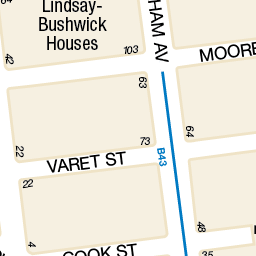 Lindsay-
Bushwick
Houses
HAM AV
103
MOORE
42
63
64
73
22
VARET ST
B43
22
48
4
COOK ST
35